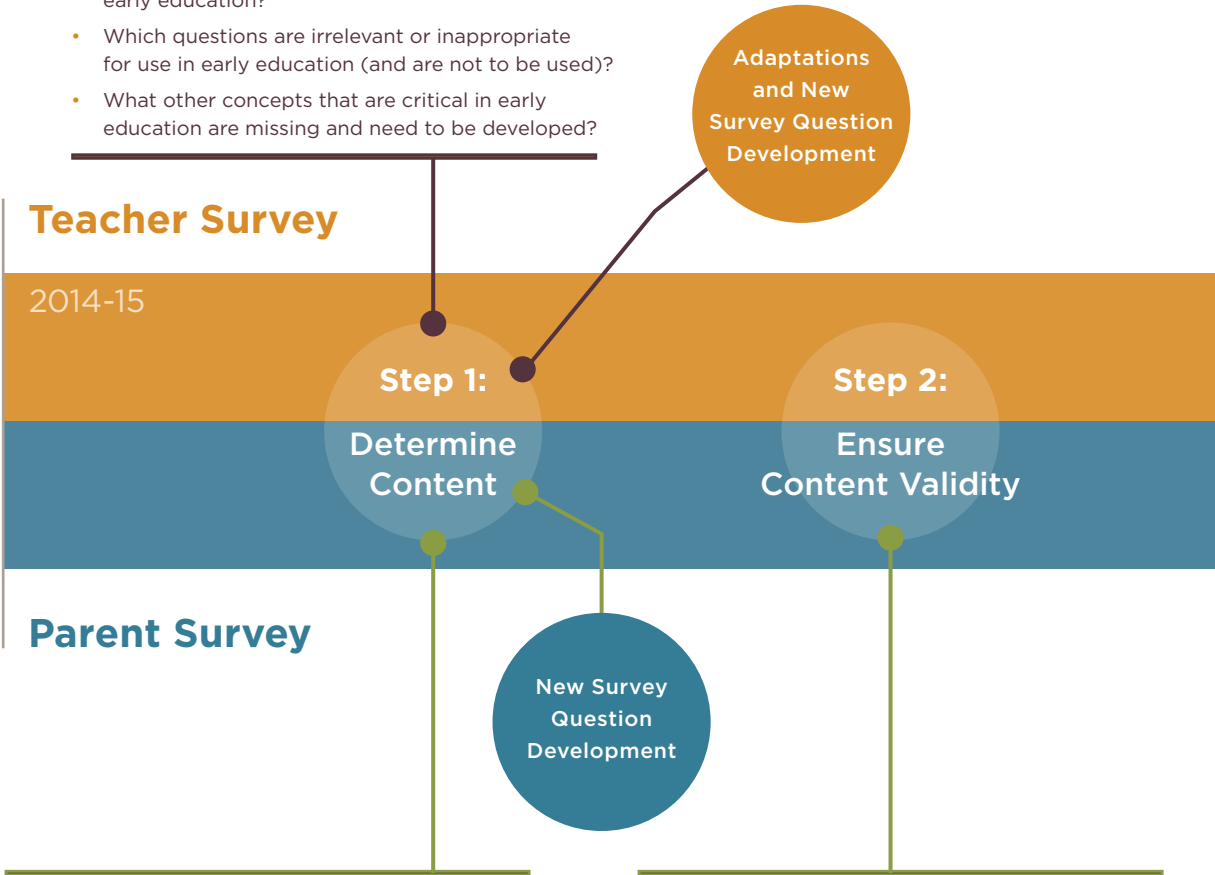 early education?
• Which questions are irrelevant or inappropriate
for use in early education (and are not to be used)?
• What other concepts that are critical in early
education are missing and need to be developed?
Adaptations
and New
Survey Question
Development
Teacher Survey
2014-15
Step 1:
Determine
Content
Step 2:
Ensure
Content Validity
Parent Survey
New Survey
Question
Development